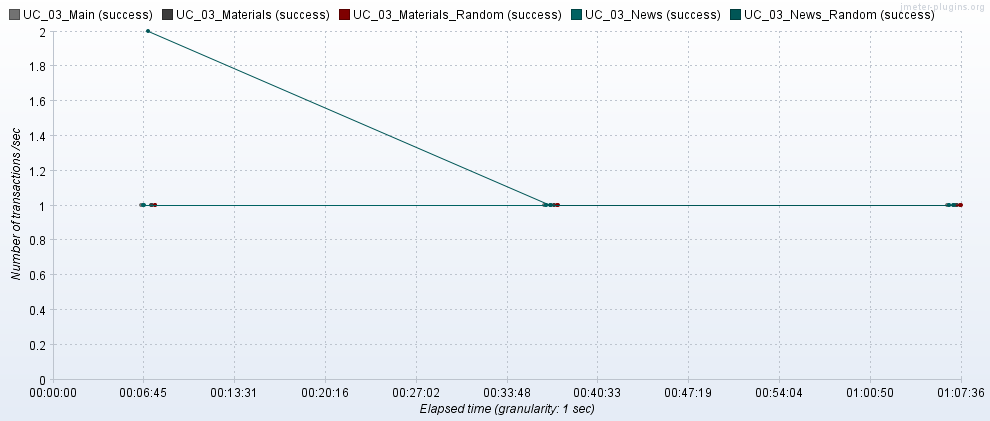 UC_03_Main (success) UC_03_Materials (success) UC_03_Materials_Random (success) UC_03_News (success) UC_03_News_Random (success)
jmeter-plugins.org
2
1.8
1.6
1.4
1.2
1
0.8
0.6
0.4
0.2
0
Number of transactions /sec
00:00:00 00:06:45 00:13:31 00:20:16 00:27:02 00:33:48 00:40:33 00:47:19 00:54:04 01:00:50 01:07:36
Elapsed time (granularity: 1 sec)